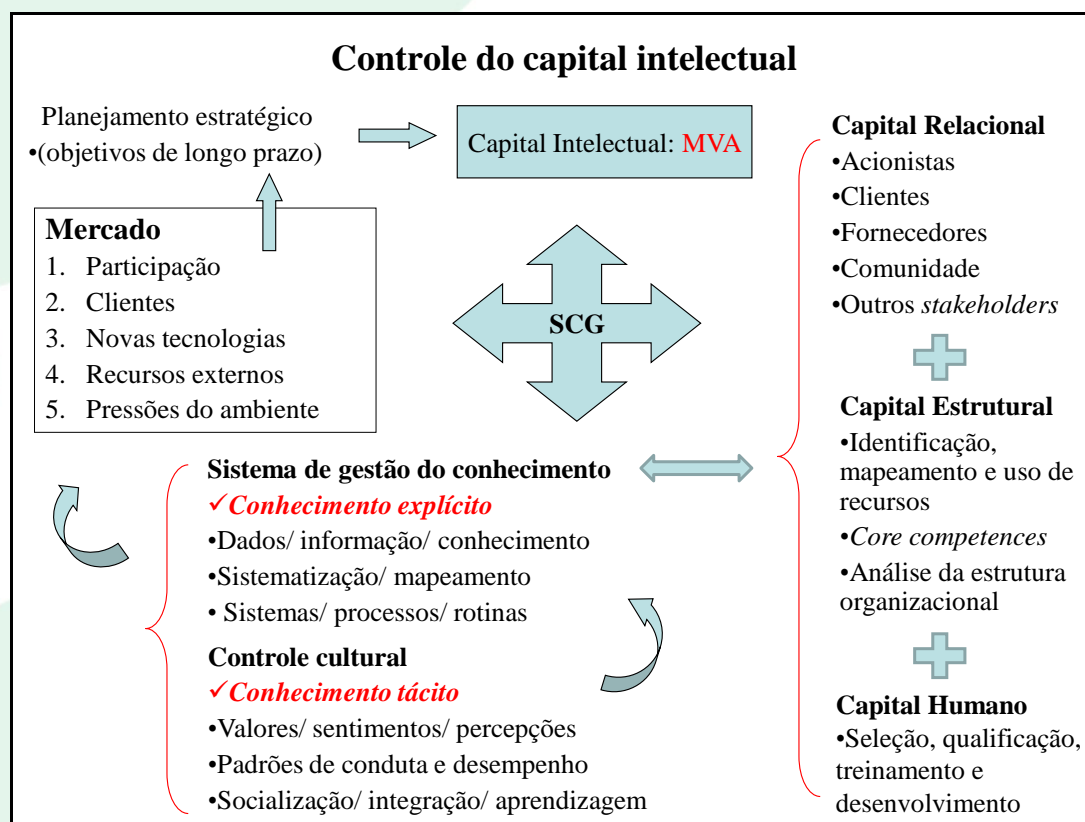 Controle do capital intelectual
Planejamento estratégico
•(objetivos de longo prazo)
Capital Intelectual: MVA
Mercado
1. Participação
2. Clientes
3. Novas tecnologias
4. Recursos externos
5. Pressões do ambiente
SCG
Sistema de gestão do conhecimento
✓Conhecimento explícito
•Dados/ informação/ conhecimento
•Sistematização/ mapeamento
• Sistemas/ processos/ rotinas
Controle cultural
✓Conhecimento tácito
•Valores/ sentimentos/ percepções
•Padrões de conduta e desempenho
•Socialização/ integração/ aprendizagem
Capital Relacional
•Acionistas
•Clientes
•Fornecedores
•Comunidade
•Outros stakeholders
Capital Estrutural
•Identificação,
mapeamento e uso de
recursos
•Core competences
•Análise da estrutura
organizacional
Capital Humano
•Seleção, qualificação,
treinamento e
desenvolvimento